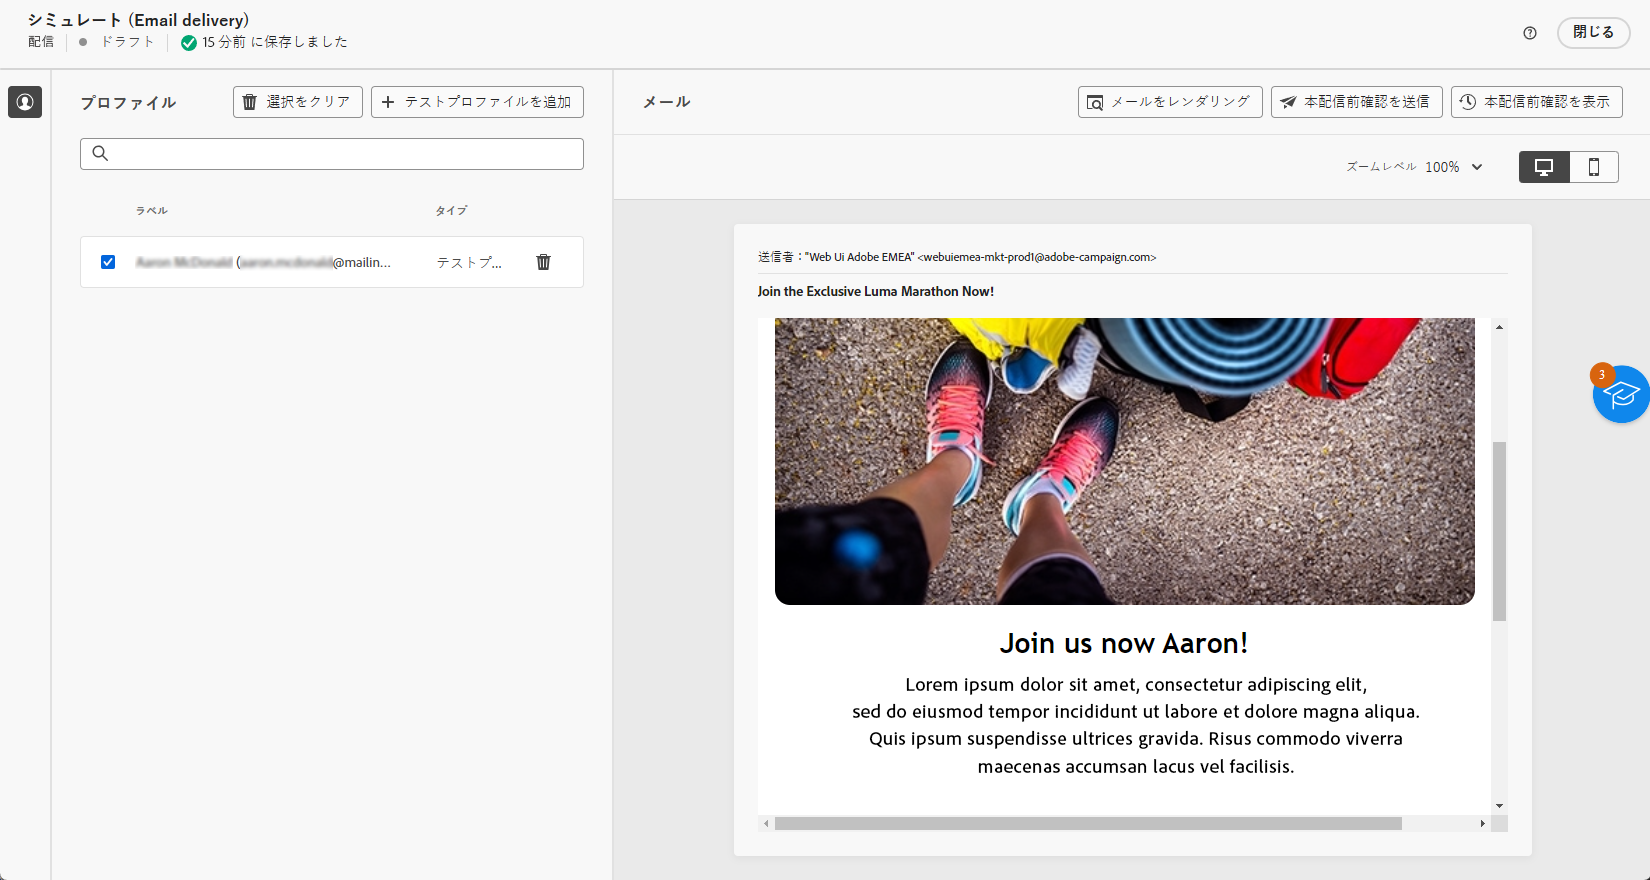 シミュレート (Email delivery)
配信 ドラフト 15 分前 に保存しました
閉じる
プロファイル
選択をクリア
テストプロファイルを追加
ラベル タイプ
@mailin... テストプ...
メール
メールをレンダリング
本配信前確認を送信
本配信前確認を表示
ズームレベル 100%
送信者："Web Ui Adobe EMEA" <webuiemea-mkt-prod1@adobe-campaign.com>
Join the Exclusive Luma Marathon Now!
Join us now Aaron!
Lorem ipsum dolor sit amet, consectetur adipiscing elit,
sed do eiusmod tempor incididunt ut labore et dolore magna aliqua.
Quis ipsum suspendisse ultrices gravida. Risus commodo viverra
maecenas accumsan lacus vel facilisis.
3